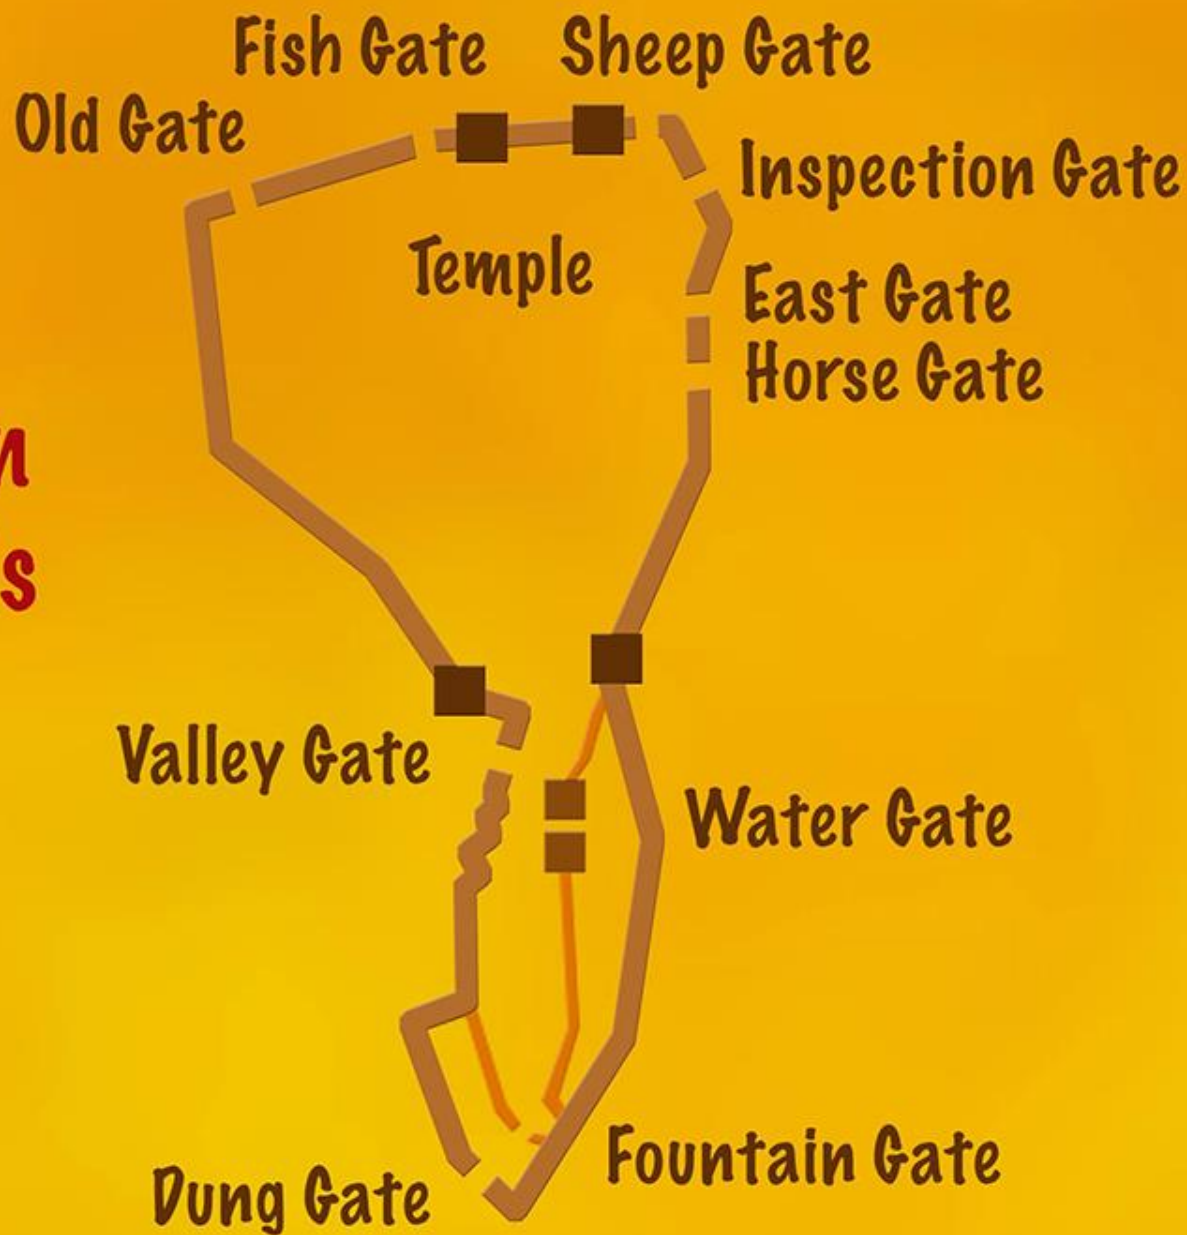 Fish Gate
Sheep Gate
Old Gate
Inspection Gate
Temple
East Gate
Horse Gate
Valley Gate
Water Gate
Fountain Gate
Dung Gate